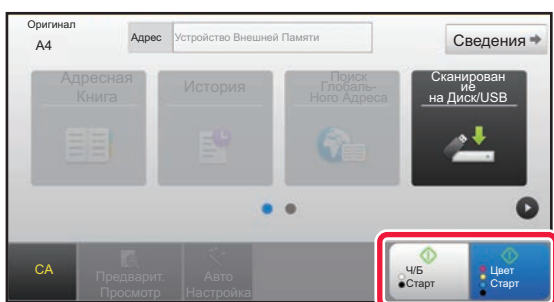 Оригинал
A4
Адрес
Устройство Внешней Памяти
Сведения
Адресная
Книга
История
Поиск
Глобаль-
Ного Адреса
Сканирован
ие
на Диск/USB
CA
Предварит.
Просмотр
Авто
Настройка
Ч/Б
Старт
Цвет
Старт